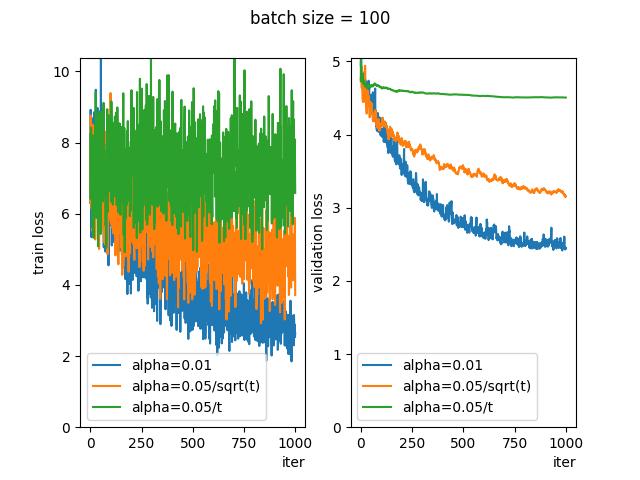 batch size = 100
train loss
10
8
6
4
2
0
0 250 500 750 1000
iter
alpha=0.01
alpha=0.05/sqrt(t)
alpha=0.05/t
validation loss
5
4
3
2
1
0
0 250 500 750 1000
iter
alpha=0.01
alpha=0.05/sqrt(t)
alpha=0.05/t